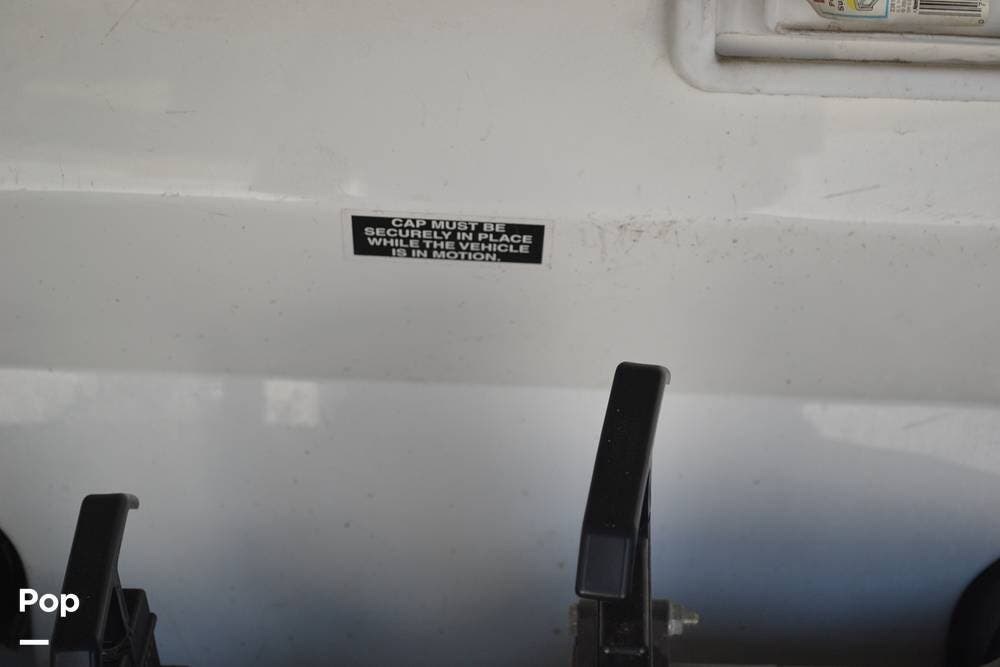 CAP MUST BE
SECURELY IN PLACE
WHILE THE VEHICLE
IS IN MOTION.
Pop